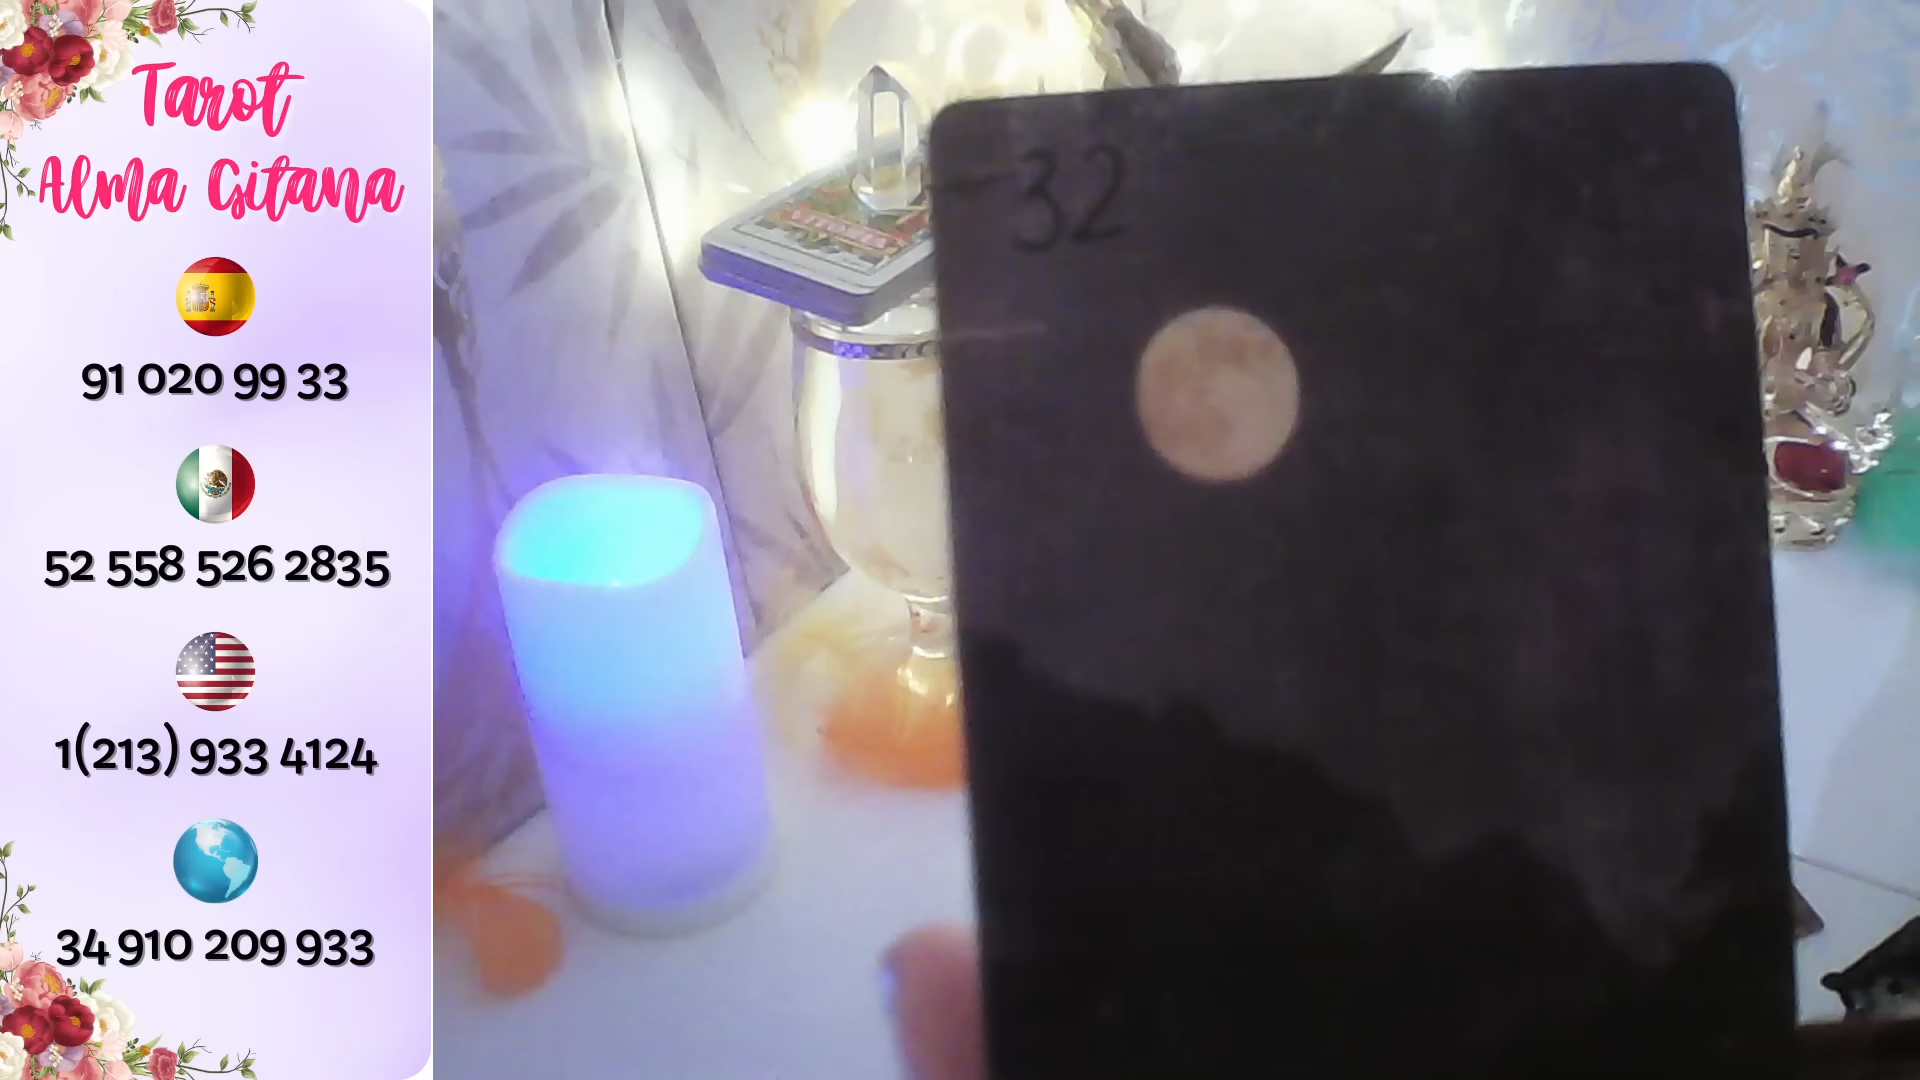 Tarot
Alma Gitana
91 020 99 33
52 558 526 2835
1(213) 933 4124
34 910 209 933
32